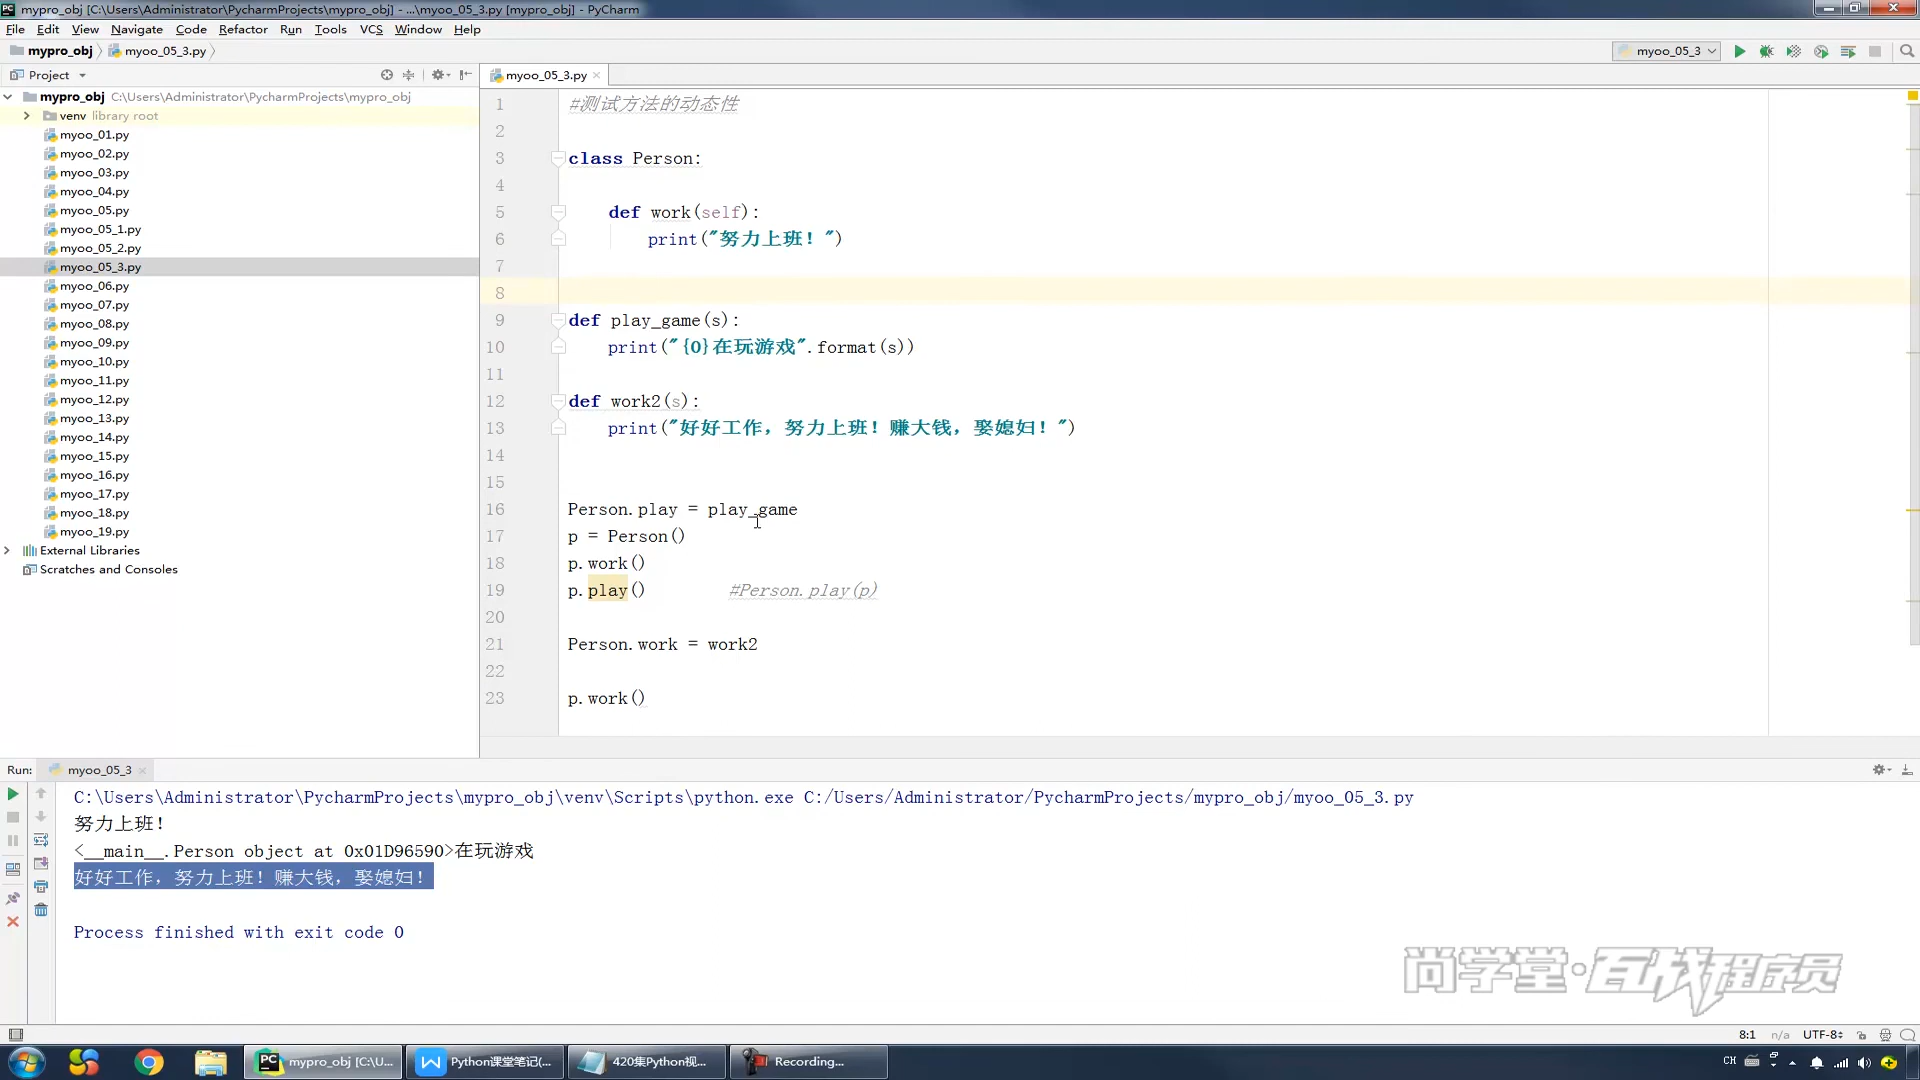 mypro_obj [C:\Users\Administrator\PycharmProjects\mypro_obj] - ...\myoo_05_3.py [mypro_obj] - PyCharm
File Edit View Navigate Code Refactor Run Tools VCS Window Help
mypro_obj myoo_05_3.py myoo_05_3
Project
myoo_05_3.py
mypro_obj C:\Users\Administrator\PycharmProjects\mypro_obj
venv library root
myoo_01.py
myoo_02.py
myoo_03.py
myoo_04.py
myoo_05.py
myoo_05_1.py
myoo_05_2.py
myoo_05_3.py
myoo_06.py
myoo_07.py
myoo_08.py
myoo_09.py
myoo_10.py
myoo_11.py
myoo_12.py
myoo_13.py
myoo_14.py
myoo_15.py
myoo_16.py
myoo_17.py
myoo_18.py
myoo_19.py
External Libraries
Scratches and Consoles
1 #测试方法的动态性
2
3 class Person:
4
5 def work(self):
6 print("努力上班！")
7
8
9 def play_game(s):
10 print("{0}在玩游戏".format(s))
11
12 def work2(s):
13 print("好好工作，努力上班！赚大钱，娶媳妇！")
14
15
16 Person.play = play_game
17 p = Person()
18 p.work()
19 p.play() #Person.play(p)
20
21 Person.work = work2
22
23 p.work()
Run: myoo_05_3
C:\Users\Administrator\PycharmProjects\mypro_obj\venv\Scripts\python.exe C:/Users/Administrator/PycharmProjects/mypro_obj/myoo_05_3.py
努力上班！
<__main__.Person object at 0x01D96590>在玩游戏
好好工作，努力上班！赚大钱，娶媳妇！
Process finished with exit code 0
尚学堂·百战程序员
8:1 n/a UTF-8
mypro_obj [C:\U... Python课堂笔记(... 420集Python视... Recording... CH